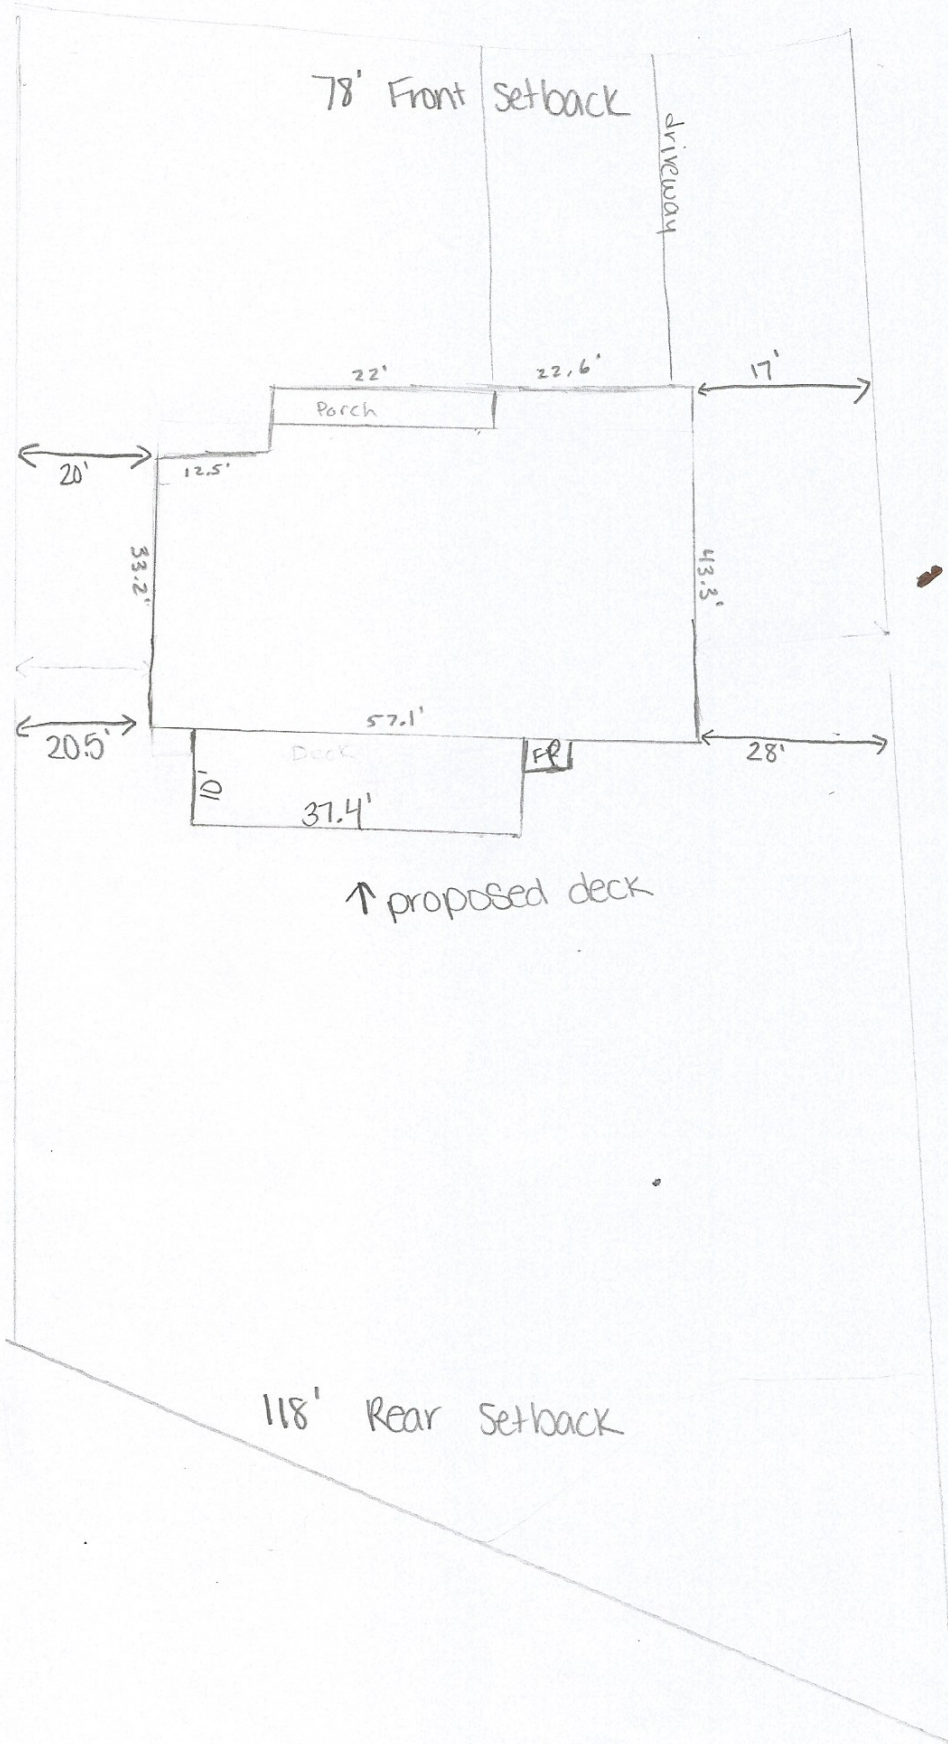 78' Front Setback
driveway
22'
22.6'
17'
Porch
20'
12.5'
33.2'
43.3'
57.1'
20.5'
28'
Deck
FP
10'
37.4'
↑ proposed deck
118' Rear Setback